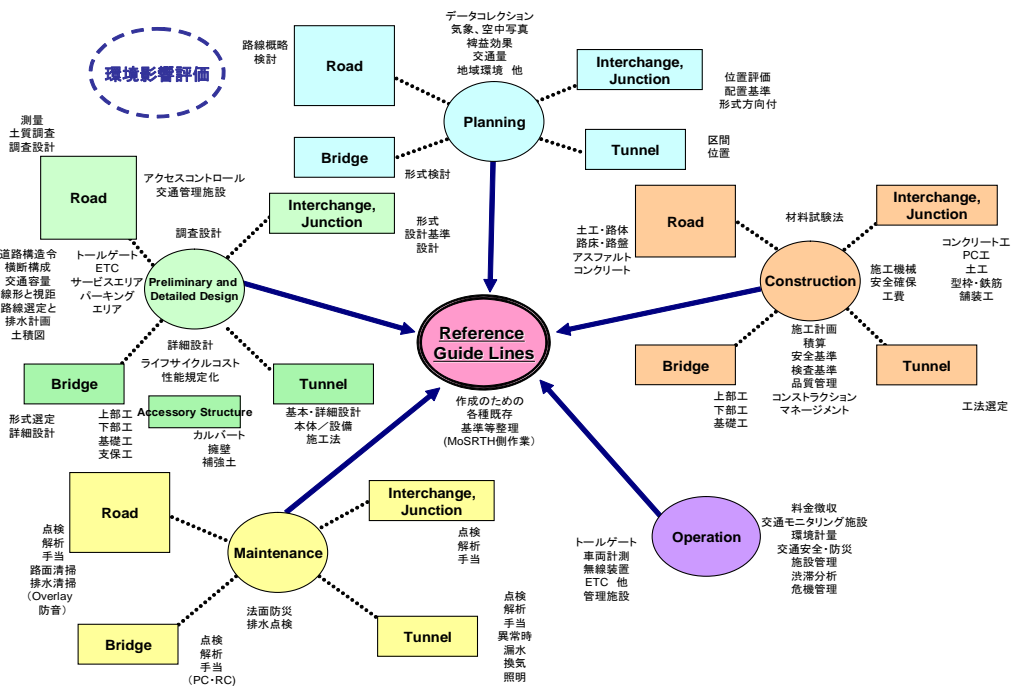 環境影響評価
データコレクション
気象、空中写真
裨益効果
交通量
地域環境 他
路線概略
検討
Road
Interchange,
Junction
位置評価
配置基準
形式方向付
Planning
Bridge
形式検討
Tunnel
区間
位置
測量
土質調査
調査設計
Road
アクセスコントロール
交通管理施設
Interchange,
Junction
形式
設計基準
設計
調査設計
道路構造令
横断構成
交通容量
線形と視距
路線選定と
排水計画
土積図
トールゲート
ETC
サービスエリア
パーキング
エリア
Preliminary and
Detailed Design
詳細設計
ライフサイクルコスト
性能規定化
Bridge
形式選定
詳細設計
上部工
下部工
基礎工
支保工
Accessory Structure
カルバート
擁壁
補強土
Tunnel
基本・詳細設計
本体／設備
施工法
Road
土工・路体
路床・路盤
アスファルト
コンクリート
材料試験法
Interchange,
Junction
コンクリート工
PC工
土工
型枠・鉄筋
舗装工
施工機械
安全確保
工費
Construction
施工計画
積算
安全基準
検査基準
品質管理
コンストラクション
マネージメント
Bridge
上部工
下部工
基礎工
Tunnel
工法選定
Reference
Guide Lines
作成のための
各種既存
基準等整理
(MoSRTH側作業)
Road
点検
解析
手当
路面清掃
排水清掃
(Overlay
防音)
Interchange,
Junction
点検
解析
手当
Maintenance
法面防災
排水点検
Bridge
点検
解析
手当
(PC・RC)
Tunnel
点検
解析
手当
異常時
漏水
換気
照明
トールゲート
車両計測
無線装置
ETC 他
管理施設
Operation
料金徴収
交通モニタリング施設
環境計量
交通安全・防災
施設管理
渋滞分析
危機管理